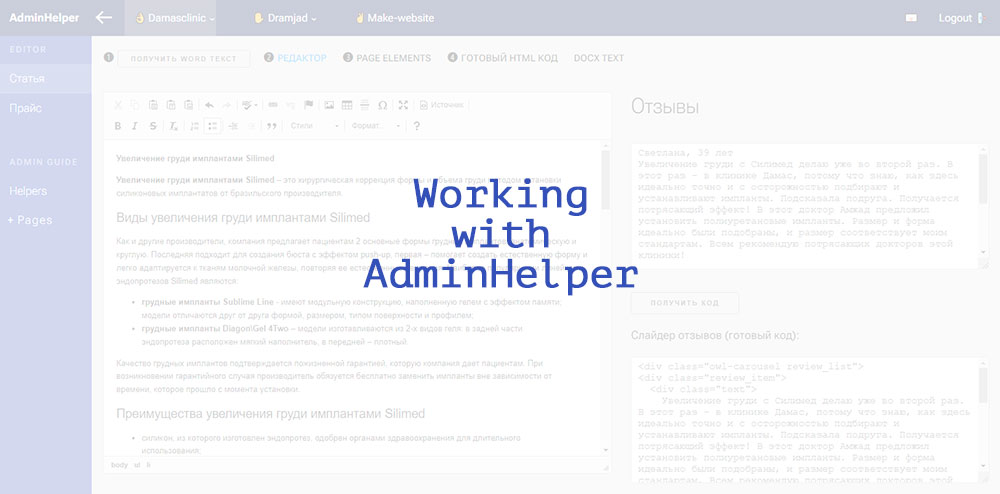 AdminHelper
Damasclinic
Dramjad
Make-website
Logout
EDITOR
Статья
Прайс
ADMIN GUIDE
Helpers
+ Pages
1 ПОЛУЧИТЬ WORD ТЕКСТ
2 РЕДАКТОР
3 PAGE ELEMENTS
4 ГОТОВЫЙ HTML КОД
DOCX TEXT
Источник
Стили
Формат...
Увеличение груди имплантами Silimed
Увеличение груди имплантами Silimed – это хирургическая коррекция
силиконовых имплантатов от бразильского производителя.
Виды увеличения груди имплантами Silimed
Как и другие производители, компания предлагает пациентам 2 основные формы
круглую. Последняя подходит для создания бюста с эффектом pushup, первая – помогает создать естественную форму и
легко адаптируется к тканям молочной железы, повторяя ее
эндопротезов Silimed являются:
• грудные импланты Sublime Line - имеют модульную конструкцию, наполненную гелем с эффектом памяти;
модели отличаются друг от друга формой, размером, типом поверхности и профилем;
• грудные импланты Diagon\Gel 4Two – модели изготавливаются из 2-х видов геля: в задней части
эндопротеза расположен мягкий наполнитель, в передней – плотный.
Качество грудных имплантов подтверждается пожизненной гарантией, которую компания дает пациентам. При
возникновении гарантийного случая производитель обязуется бесплатно заменить импланты вне зависимости от
времени, которое прошло с момента установки.
Преимущества увеличения груди имплантами Silimed
• силикон, из которого изготовлен эндопротез, одобрен органами здравоохранения для длительного
использования;
body ul li
Working
with
AdminHelper
Отзывы
Светлана, 39 лет
Увеличение груди с Силимед делаю уже во второй раз. В
этот раз – в клинике Дамас, потому что знаю, как здесь
идеально точно и с осторожностью подбирают и
устанавливают импланты. Подсказала подруга. Получается
потрясающий эффект! В этот доктор Амжад предложил
установить полиуретановые импланты. Размер и форма
идеально были подобраны, и размер соответствует моим
стандартам. Всем рекомендую потрясающих докторов этой
клиники!
ПОЛУЧИТЬ КОД
Слайдер отзывов (готовый код):
<div class="owl-carousel review_list">
<div class="review_item">
<div class="text">
Увеличение груди с Силимед делаю уже во второй раз.
В этот раз – в клинике Дамас, потому что знаю, как здесь
идеально точно и с осторожностью подбирают и
устанавливают импланты. Подсказала подруга. Получается
потрясающий эффект! В этот доктор Амжад предложил
установить полиуретановые импланты. Размер и форма
идеально были подобраны, и размер соответствует моим
стандартам. Всем рекомендую потрясающих докторов этой